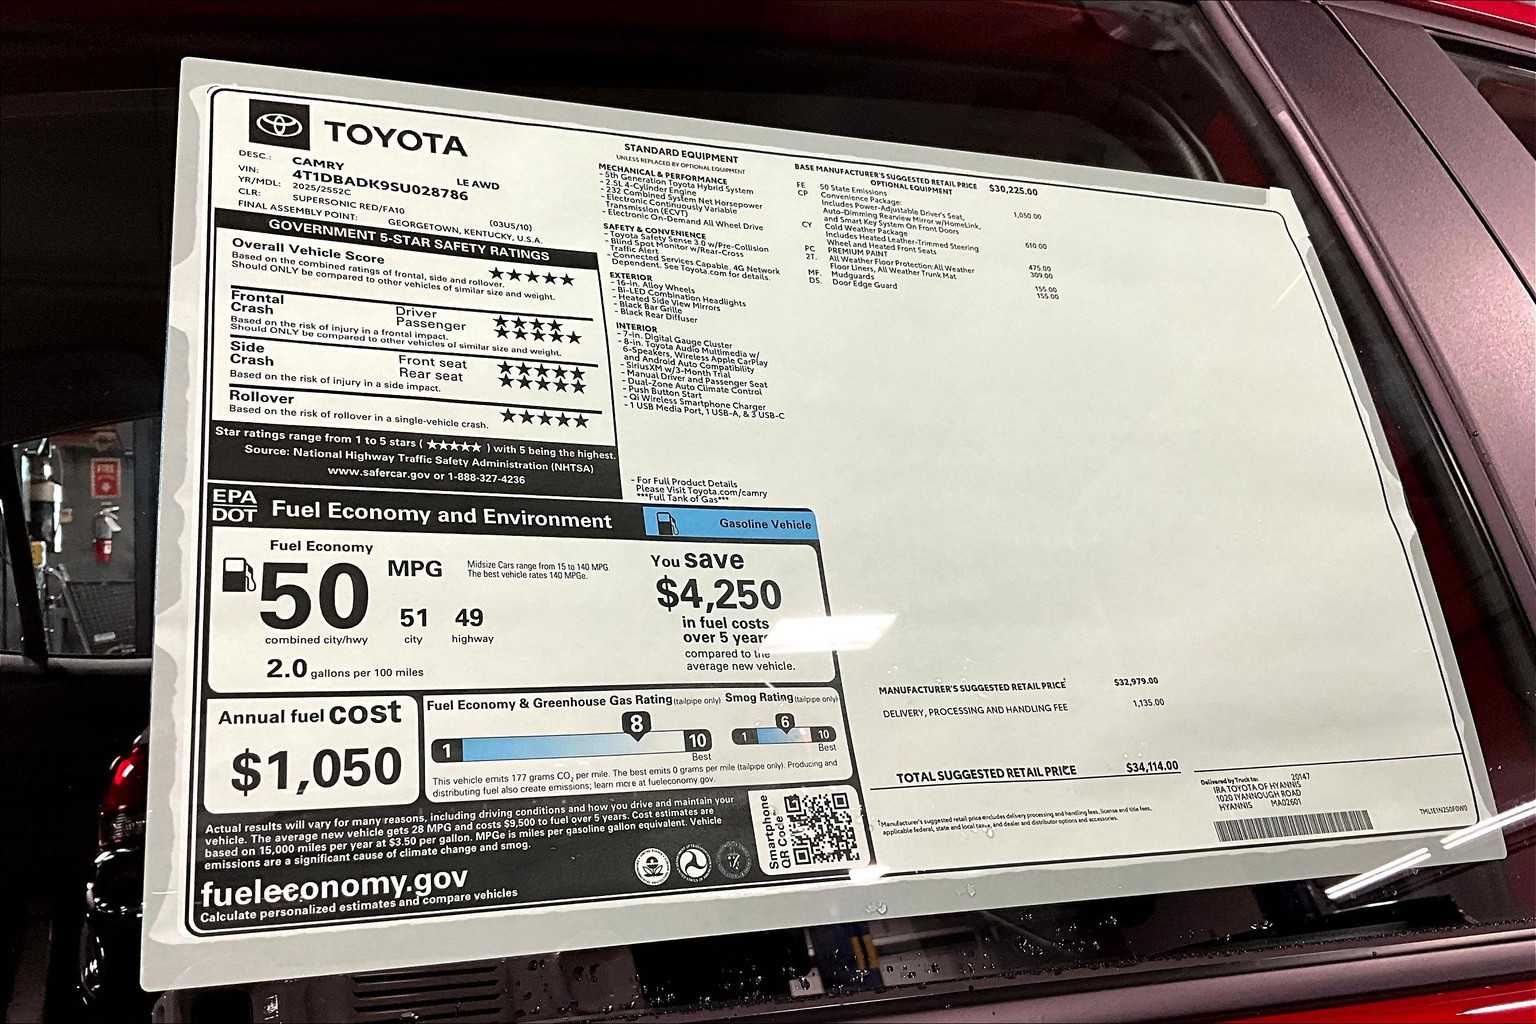 TOYOTA
DESC.: CAMRY
LE AWD
VIN: 4T1DBADK9SU028786
YR/MDL: 2025/2552C
CLR: SUPERSONIC RED/FA10
(03US/10)
FINAL ASSEMBLY POINT: GEORGETOWN, KENTUCKY, U.S.A.
GOVERNMENT 5-STAR SAFETY RATINGS
Overall Vehicle Score ★★★★★
Based on the combined ratings of frontal, side and rollover.
Should ONLY be compared to other vehicles of similar size and weight.
Frontal Driver ★★★★
Crash Passenger ★★★★★
Based on the risk of injury in a frontal impact.
Should ONLY be compared to other vehicles of similar size and weight.
Side Front seat ★★★★★
Crash Rear seat ★★★★★
Based on the risk of injury in a side impact.
Rollover ★★★★★
Based on the risk of rollover in a single-vehicle crash.
Star ratings range from 1 to 5 stars (★★★★★) with 5 being the highest.
Source: National Highway Traffic Safety Administration (NHTSA)
www.safercar.gov or 1-888-327-4236
STANDARD EQUIPMENT
UNLESS REPLACED BY OPTIONAL EQUIPMENT
MECHANICAL & PERFORMANCE
- 5th Generation Toyota Hybrid System
- 2.5L 4-Cylinder Engine
- 232 Combined System Net Horsepower
- Electronic Continuously Variable
Transmission (ECVT)
- Electronic On-Demand All Wheel Drive
SAFETY & CONVENIENCE
- Toyota Safety Sense 3.0 w/Pre-Collision
- Blind Spot Monitor w/Rear-Cross
Traffic Alert
- Connected Services Capable, 4G Network
Dependent. See Toyota.com for details.
EXTERIOR
- 16-in. Alloy Wheels
- Bi-LED Combination Headlights
- Heated Side View Mirrors
- Black Bar Grille
- Black Rear Diffuser
INTERIOR
- 7-in. Digital Gauge Cluster
- 8-in. Toyota Audio Multimedia w/
6-Speakers, Wireless Apple CarPlay
and Android Auto Compatibility
- SiriusXM w/3-Month Trial
- Manual Driver and Passenger Seat
- Dual-Zone Auto Climate Control
- Push Button Start
- Qi Wireless Smartphone Charger
- 1 USB Media Port, 1 USB-A, & 3 USB-C
- For Full Product Details
Please Visit Toyota.com/camry
***Full Tank of Gas***
BASE MANUFACTURER'S SUGGESTED RETAIL PRICE $30,225.00
OPTIONAL EQUIPMENT
FE 50 State Emissions
CP Convenience Package: 1,050.00
Includes Power-Adjustable Driver's Seat,
Auto-Dimming Rearview Mirror w/HomeLink,
and Smart Key System On Front Doors
CY Cold Weather Package 610.00
Includes Heated Leather-Trimmed Steering
Wheel and Heated Front Seats
PC PREMIUM PAINT 475.00
2T. All Weather Floor Protection: All Weather 309.00
Floor Liners, All Weather Trunk Mat
MF. Mudguards 155.00
DS. Door Edge Guard 155.00
EPA
DOT
Fuel Economy and Environment
Gasoline Vehicle
Fuel Economy
50 MPG
combined city/hwy
51 city
49 highway
2.0 gallons per 100 miles
Midsize Cars range from 15 to 140 MPG.
The best vehicle rates 140 MPGe.
You save
$4,250
in fuel costs
over 5 years
compared to the
average new vehicle.
Annual fuel cost
$1,050
Fuel Economy & Greenhouse Gas Rating (tailpipe only)
8
1 10
Best
Smog Rating (tailpipe only)
6
1 10
Best
This vehicle emits 177 grams CO₂ per mile. The best emits 0 grams per mile (tailpipe only). Producing and
distributing fuel also create emissions; learn more at fueleconomy.gov.
Actual results will vary for many reasons, including driving conditions and how you drive and maintain your
vehicle. The average new vehicle gets 28 MPG and costs $9,500 to fuel over 5 years. Cost estimates are
based on 15,000 miles per year at $3.50 per gallon. MPGe is miles per gasoline gallon equivalent. Vehicle
emissions are a significant cause of climate change and smog.
fueleconomy.gov
Calculate personalized estimates and compare vehicles
Smartphone
QR Code
MANUFACTURER'S SUGGESTED RETAIL PRICE† $32,979.00
DELIVERY, PROCESSING AND HANDLING FEE 1,135.00
TOTAL SUGGESTED RETAIL PRICE $34,114.00
†Manufacturer's suggested retail price excludes delivery processing and handling fees, license and title fees,
applicable federal, state and local taxes, and dealer and distributor options and accessories.
Delivered by Truck to: 20147
IRA TOYOTA OF HYANNIS
1020 IYANNOUGH ROAD
HYANNIS MA02601
FIRE